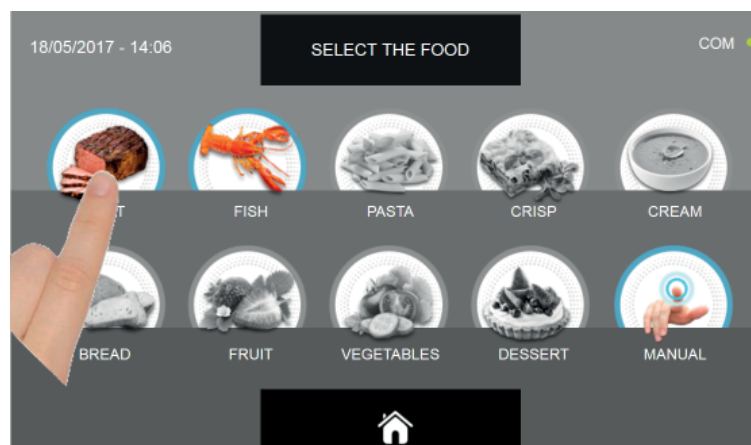 18/05/2017 - 14:06
SELECT THE FOOD
COM
FISH
PASTA
CRISP
CREAM
BREAD
FRUIT
VEGETABLES
DESSERT
MANUAL